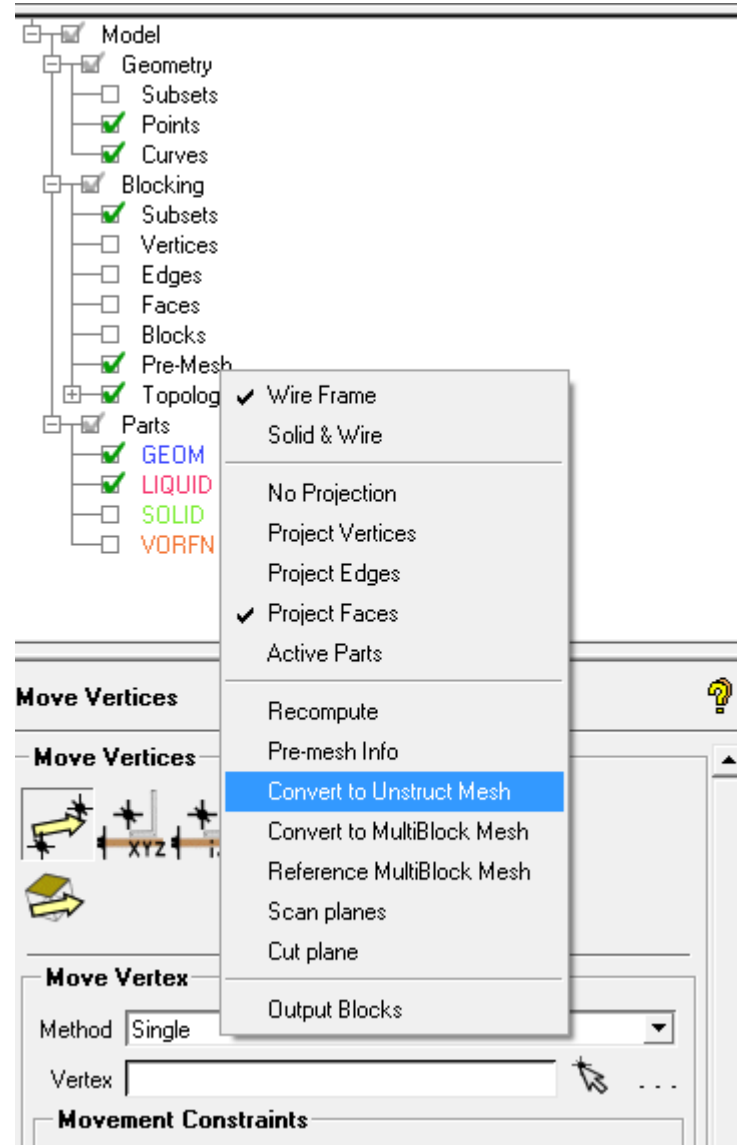 Model
Geometry
Subsets
Points
Curves
Blocking
Subsets
Vertices
Edges
Faces
Blocks
Pre-Mesh
Topolog
Parts
GEOM
LIQUID
SOLID
VORFN
Wire Frame
Solid & Wire
No Projection
Project Vertices
Project Edges
Project Faces
Active Parts
Recompute
Pre-mesh Info
Convert to Unstruct Mesh
Convert to MultiBlock Mesh
Reference MultiBlock Mesh
Scan planes
Cut plane
Output Blocks
Move Vertices
Move Vertices
XYZ
Move Vertex
Method Single
Vertex
...
Movement Constraints